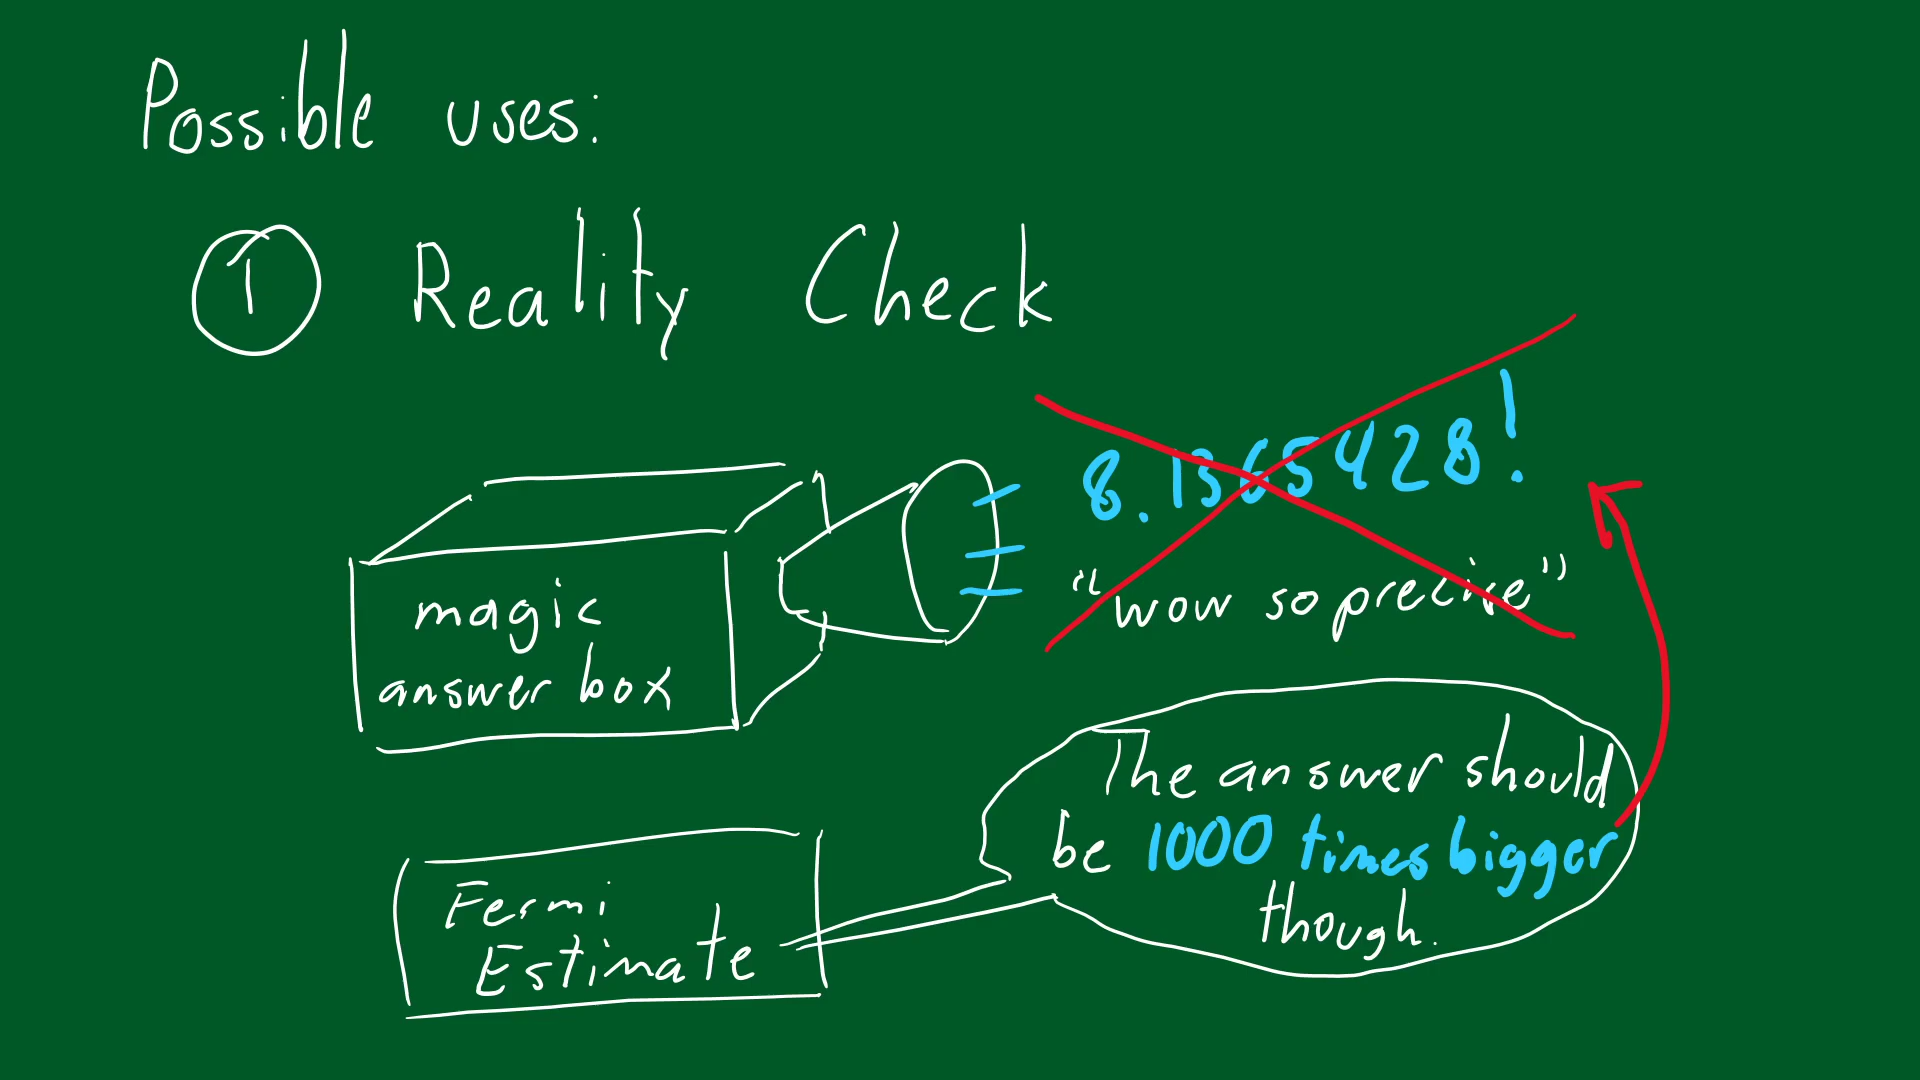 Possible uses:
1 Reality Check
8.1365428!
"wow so precise"
magic
answer box
The answer should
be 1000 times bigger
though.
Fermi
Estimate